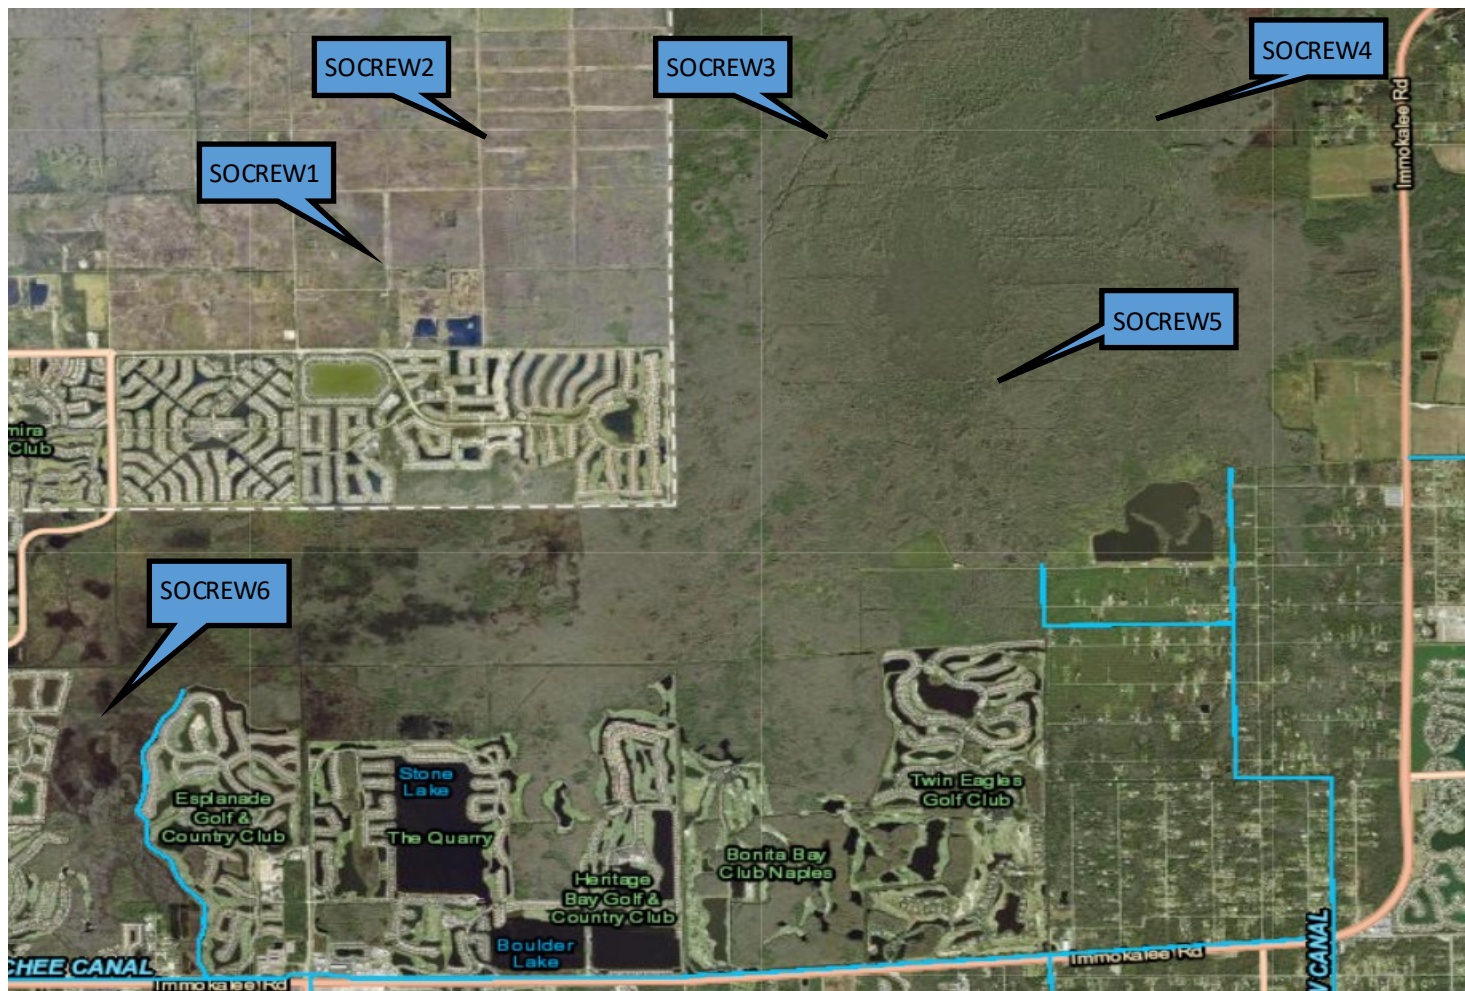 SOCREW2
SOCREW3
SOCREW4
Immokalee Rd
SOCREW1
SOCREW5
mira
Club
SOCREW6
Stone
Lake
Esplanade
Golf &
Country Club
The Quarry
Twin Eagles
Golf Club
Bonita Bay
Club Naples
Heritage
Bay Golf &
Country Club
Boulder
Lake
CHEE CANAL
Immokalee Rd
Immokalee Rd
CANAL